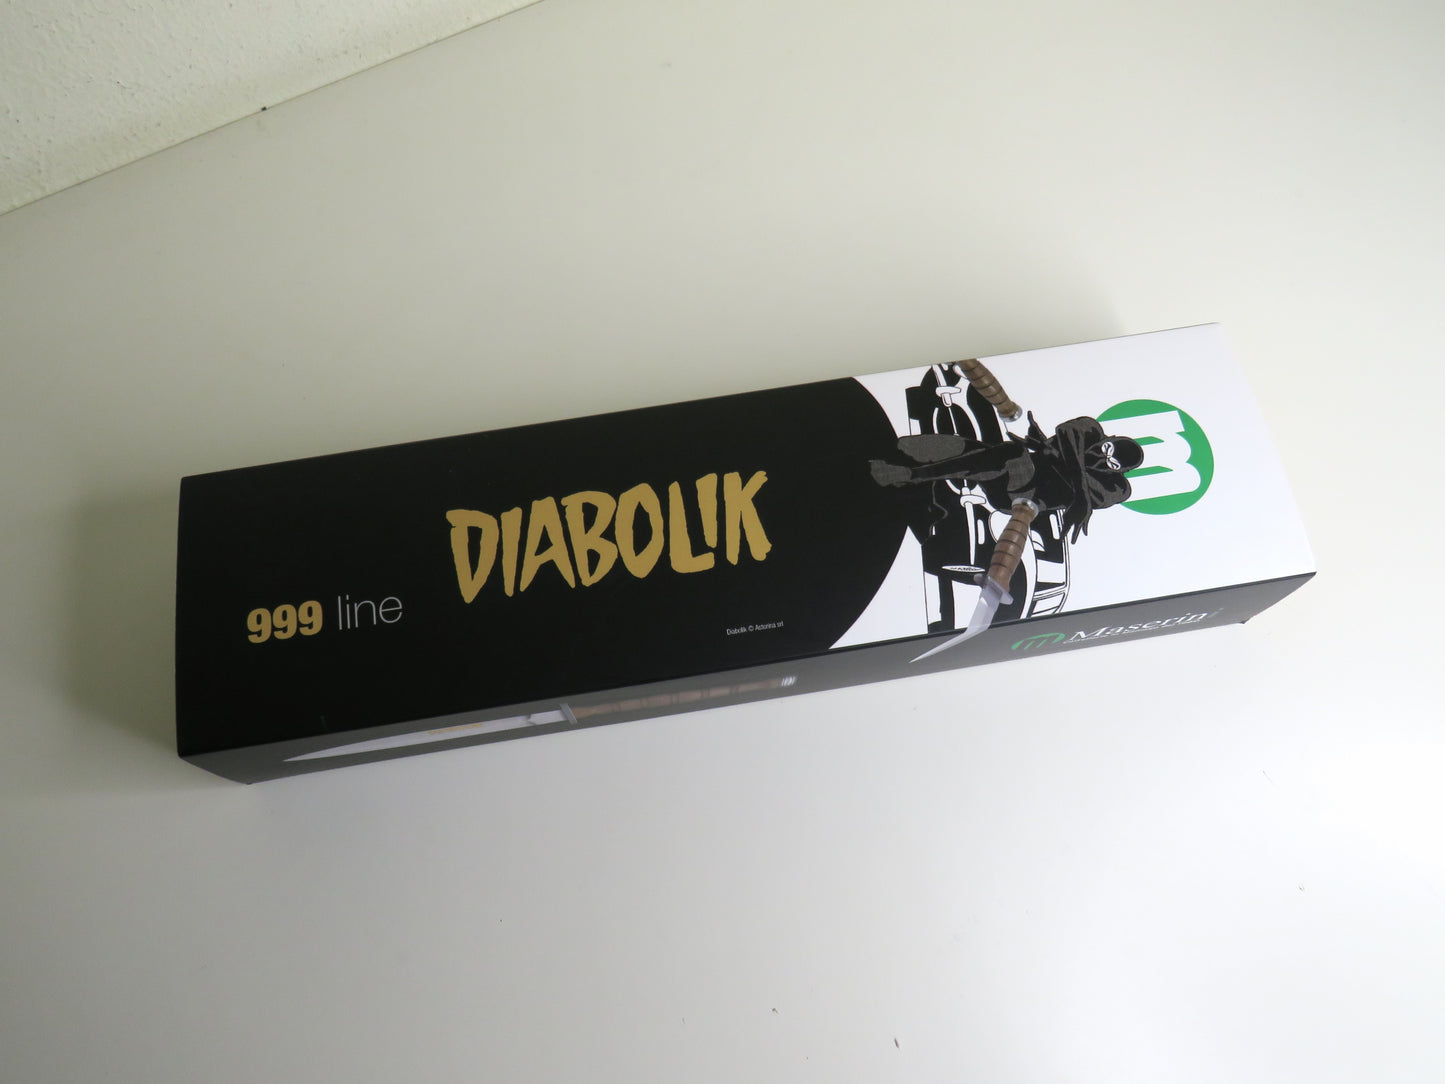 DIABOLIK
999 line
Diabolik © Astorina srl
m
m Maserin